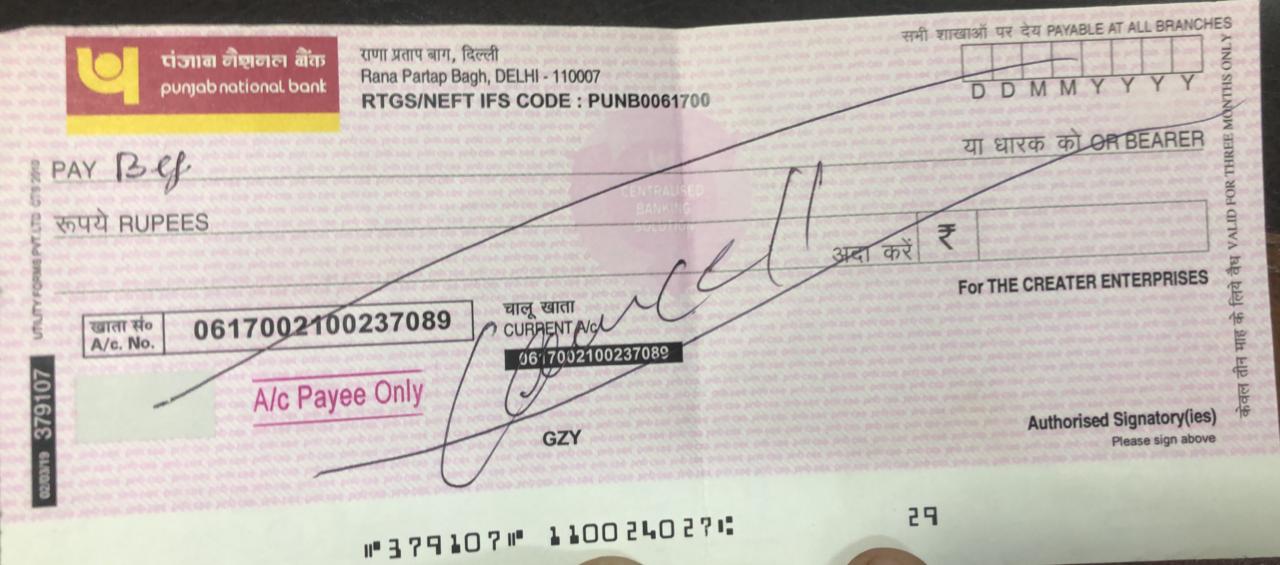 पंजाब नैशनल बैंक
punjab national bank
राणा प्रताप बाग, दिल्ली
Rana Partap Bagh, DELHI - 110007
RTGS/NEFT IFS CODE : PUNB0061700
सभी शाखाओं पर देय PAYABLE AT ALL BRANCHES
D D M M Y Y Y Y
PAY
या धारक को OR BEARER
रूपये RUPEES
CENTRALISED
BANKING
SOLUTION
अदा करें ₹
For THE CREATER ENTERPRISES
खाता सं०
A/c. No.
0617002100237089
चालू खाता
CURRENT A/c
0617002100237089
Cancell
A/c Payee Only
GZY
Authorised Signatory(ies)
Please sign above
केवल तीन माह के लिये वैध VALID FOR THREE MONTHS ONLY
UTILITY FORMS PVT. LTD CTS 2010
02/03/19 379107
⑈379107⑈ 110024027⑆ 29